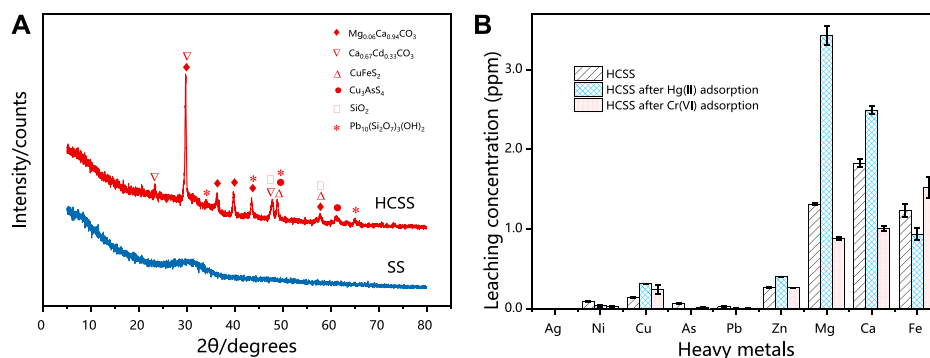 A
Intensity/counts
Mg0.06Ca0.94CO3
Ca0.67Cd0.33CO3
CuFeS2
Cu3AsS4
SiO2
Pb10(Si2O7)3(OH)2
HCSS
SS
0 10 20 30 40 50 60 70 80
2θ/degrees
B
Leaching concentration (ppm)
3.0
2.0
1.0
0.0
HCSS
HCSS after Hg(II) adsorption
HCSS after Cr(VI) adsorption
Ag Ni Cu As Pb Zn Mg Ca Fe
Heavy metals